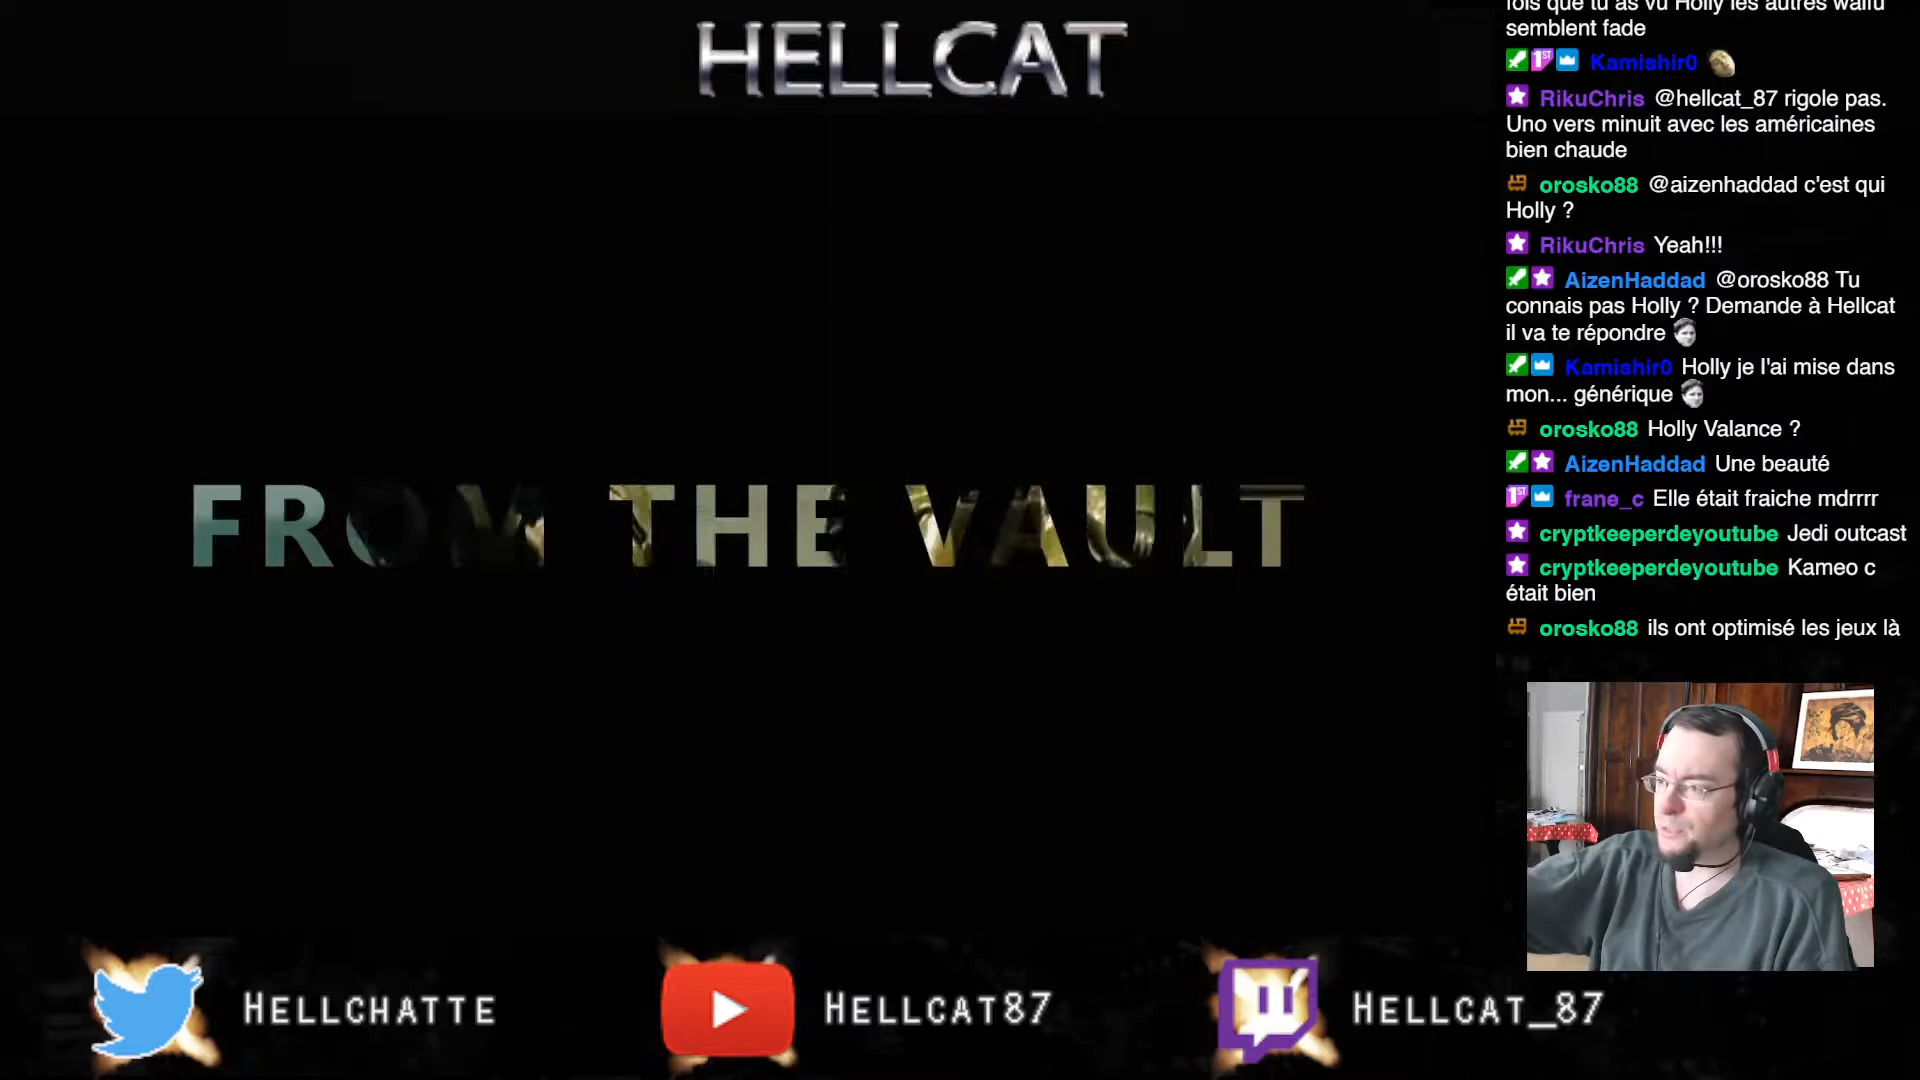 HELLCAT
fois que tu as vu Holly les autres waifu
semblent fade
1ST Kamishir0
RikuChris @hellcat_87 rigole pas.
Uno vers minuit avec les américaines
bien chaude
orosko88 @aizenhaddad c'est qui
Holly ?
RikuChris Yeah!!!
AizenHaddad @orosko88 Tu
connais pas Holly ? Demande à Hellcat
il va te répondre
Kamishir0 Holly je l'ai mise dans
mon... générique
orosko88 Holly Valance ?
AizenHaddad Une beauté
1ST frane_c Elle était fraiche mdrrrr
cryptkeeperdeyoutube Jedi outcast
cryptkeeperdeyoutube Kameo c
était bien
orosko88 ils ont optimisé les jeux là
FROM THE VAULT
HELLCHATTE
HELLCAT87
HELLCAT_87